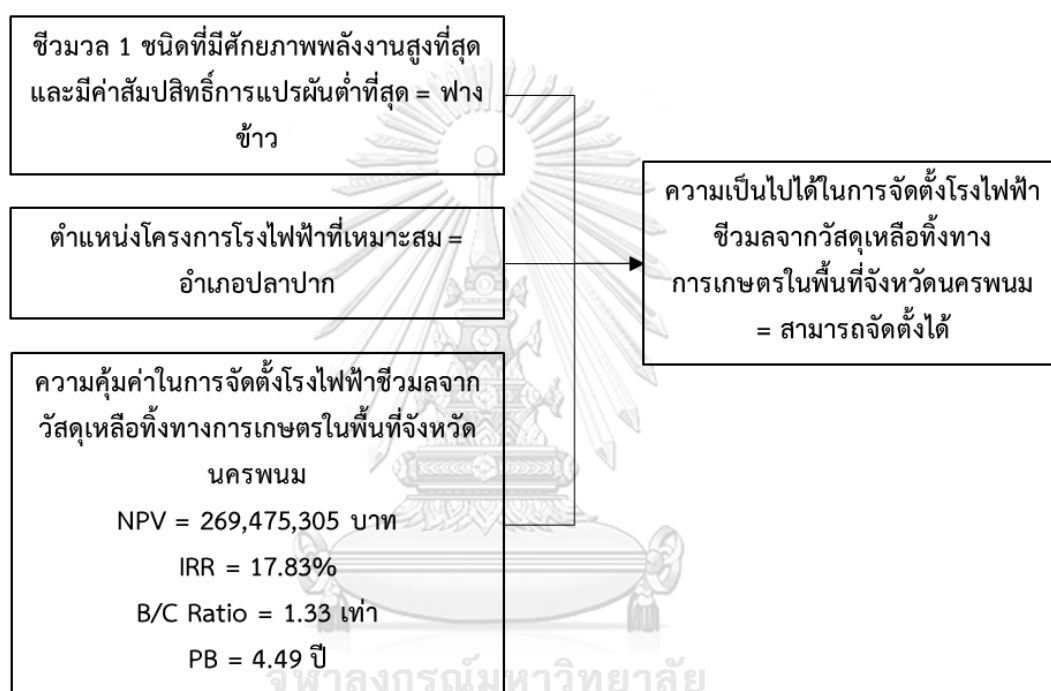 ชีวมวล 1 ชนิดที่มีศักยภาพพลังงานสูงที่สุด
และมีค่าสัมปสิทธิ์การแปรผันต่ำที่สุด = ฟาง
ข้าว
ตำแหน่งโครงการโรงไฟฟ้าที่เหมาะสม =
อำเภอปลาปาก
ความคุ้มค่าในการจัดตั้งโรงไฟฟ้าชีวมลจาก
วัสดุเหลือทิ้งทางการเกษตรในพื้นที่จังหวัด
นครพนม
NPV = 269,475,305 บาท
IRR = 17.83%
B/C Ratio = 1.33 เท่า
PB = 4.49 ปี
ความเป็นไปได้ในการจัดตั้งโรงไฟฟ้า
ชีวมลจากวัสดุเหลือทิ้งทาง
การเกษตรในพื้นที่จังหวัดนครพนม
= สามารถจัดตั้งได้
จุฬาลงกรณ์มหาวิทยาลัย